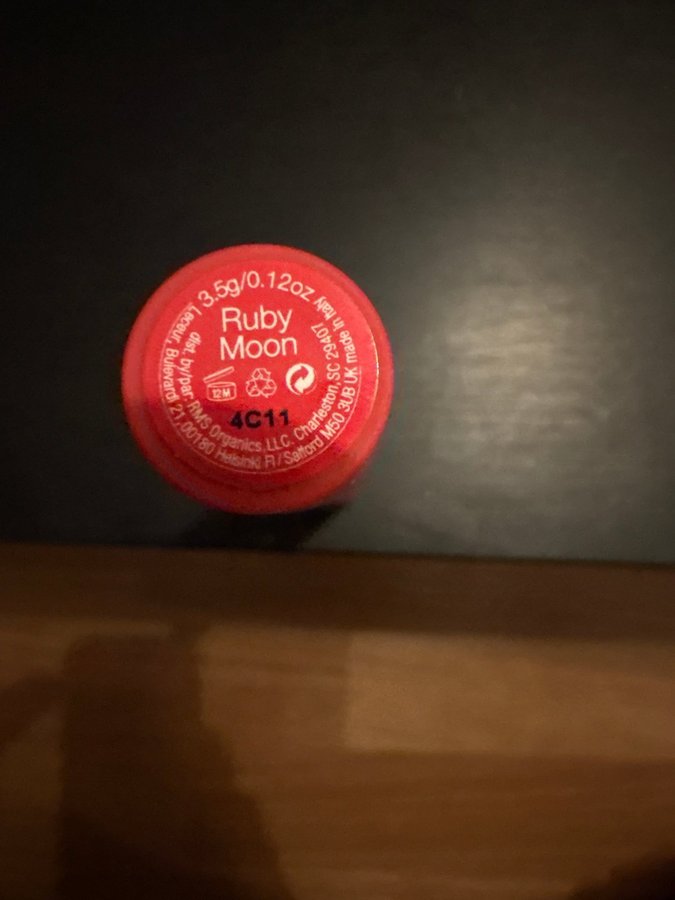 3.5g/0.12oz
Ruby
Moon
12M
4C11
dist. by/par: RMS Organics LLC. Charleston, SC 29407
Bulevardi 21, 00180 Helsinki FI/Salford M50 3UB UK made in Italy